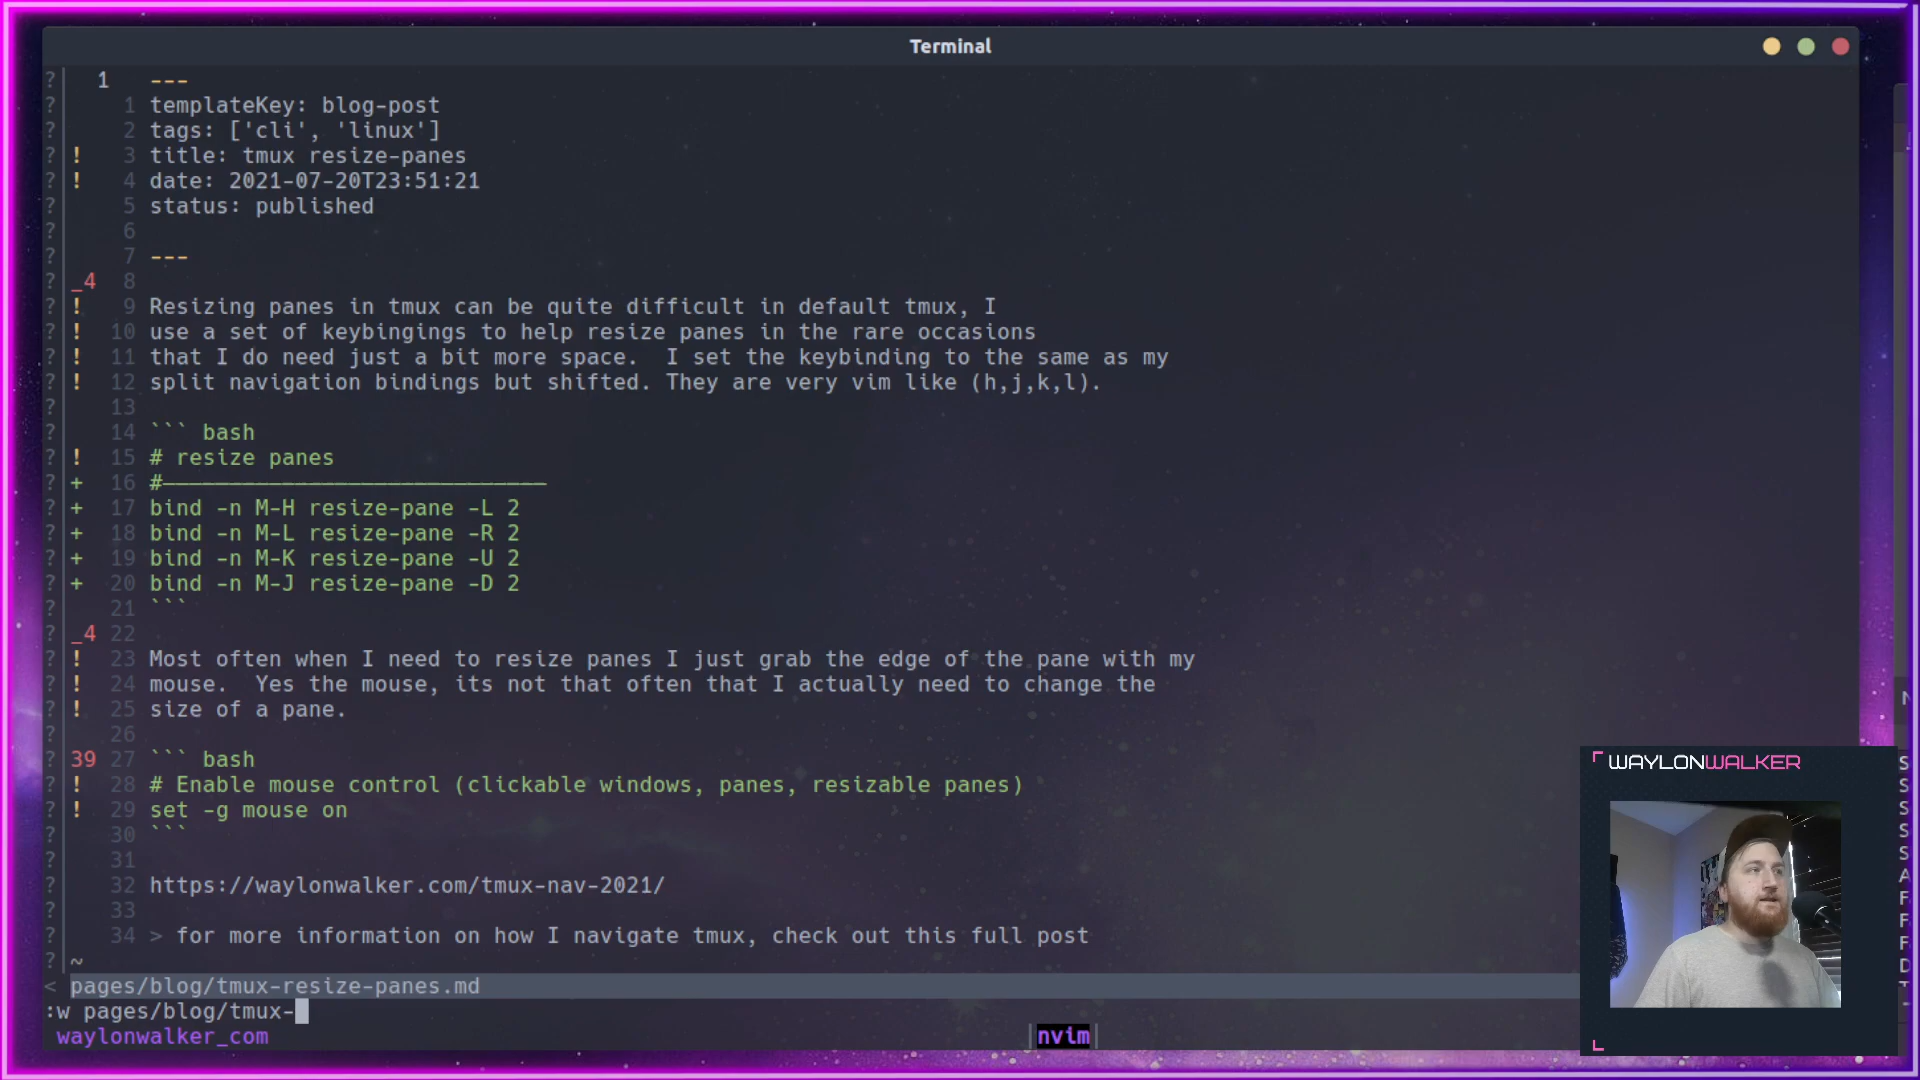 Terminal
? 1 ---
? 1 templateKey: blog-post
? 2 tags: ['cli', 'linux']
? ! 3 title: tmux resize-panes
? ! 4 date: 2021-07-20T23:51:21
? 5 status: published
? 6
? 7 ---
? _4 8
? ! 9 Resizing panes in tmux can be quite difficult in default tmux, I
? ! 10 use a set of keybingings to help resize panes in the rare occasions
? ! 11 that I do need just a bit more space.  I set the keybinding to the same as my
? ! 12 split navigation bindings but shifted. They are very vim like (h,j,k,l).
? 13
? 14 ``` bash
? ! 15 # resize panes
? + 16 #─────────────────────────────
? + 17 bind -n M-H resize-pane -L 2
? + 18 bind -n M-L resize-pane -R 2
? + 19 bind -n M-K resize-pane -U 2
? + 20 bind -n M-J resize-pane -D 2
? 21 ```
? _4 22
? ! 23 Most often when I need to resize panes I just grab the edge of the pane with my
? ! 24 mouse.  Yes the mouse, its not that often that I actually need to change the
? ! 25 size of a pane.
? 26
? 39 27 ``` bash
? ! 28 # Enable mouse control (clickable windows, panes, resizable panes)
? ! 29 set -g mouse on
? 30 ```
? 31
? 32 https://waylonwalker.com/tmux-nav-2021/
? 33
? 34 > for more information on how I navigate tmux, check out this full post
? ~
< pages/blog/tmux-resize-panes.md
:w pages/blog/tmux-
waylonwalker_com |nvim|
WAYLONWALKER